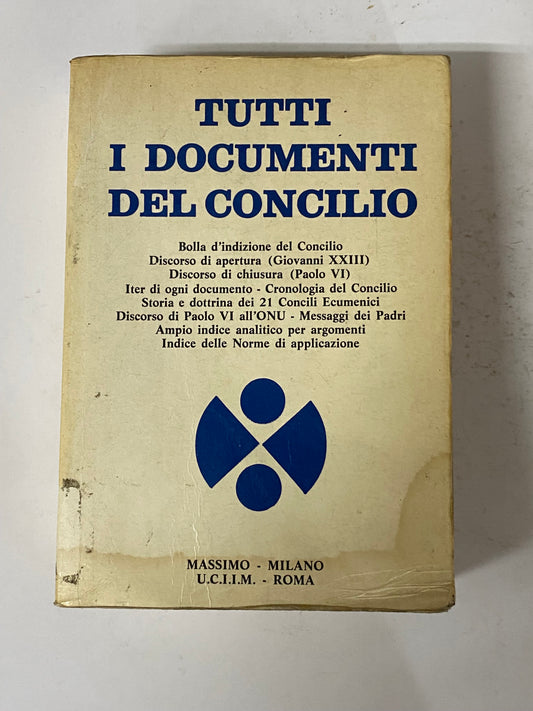 TUTTI
I DOCUMENTI
DEL CONCILIO
Bolla d'indizione del Concilio
Discorso di apertura (Giovanni XXIII)
Discorso di chiusura (Paolo VI)
Iter di ogni documento - Cronologia del Concilio
Storia e dottrina dei 21 Concili Ecumenici
Discorso di Paolo VI all'ONU - Messaggi dei Padri
Ampio indice analitico per argomenti
Indice delle Norme di applicazione
MASSIMO - MILANO
U.C.I.I.M. - ROMA